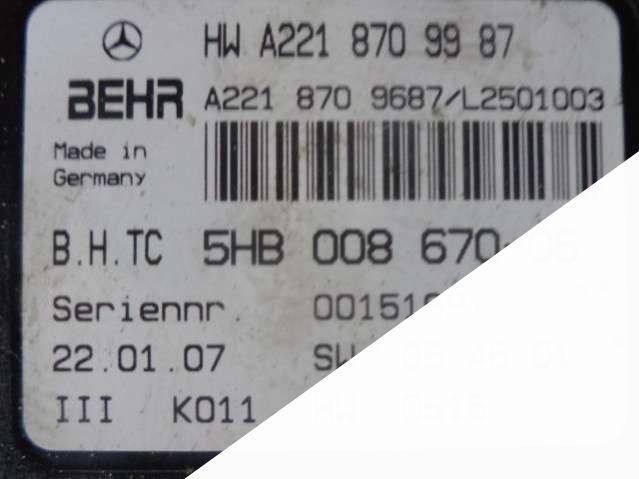 HW A221 870 99 87
BEHR A221 870 9687/L2501003
Made in
Germany
B.H.TC 5HB 008 670
Seriennr.
22.01.07
III K011